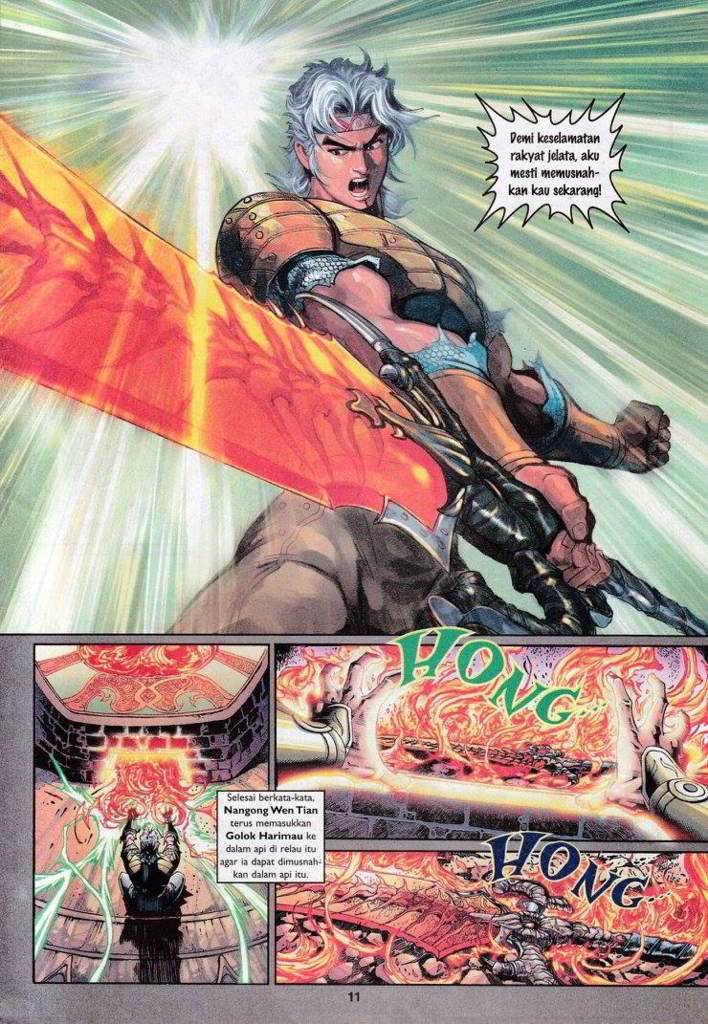 Demi keselamatan
rakyat jelata, aku
mesti memusnah-
kan kau sekarang!
HONG...
Selesai berkata-kata,
Nangong Wen Tian
terus memasukkan
Golok Harimau ke
dalam api di relau itu
agar ia dapat dimusnah-
kan dalam api itu.
HONG...
11